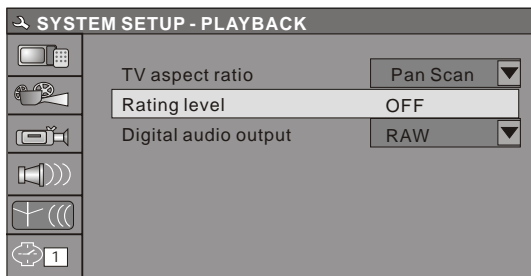 SYSTEM SETUP - PLAYBACK
TV aspect ratio Pan Scan
Rating level OFF
Digital audio output RAW
1